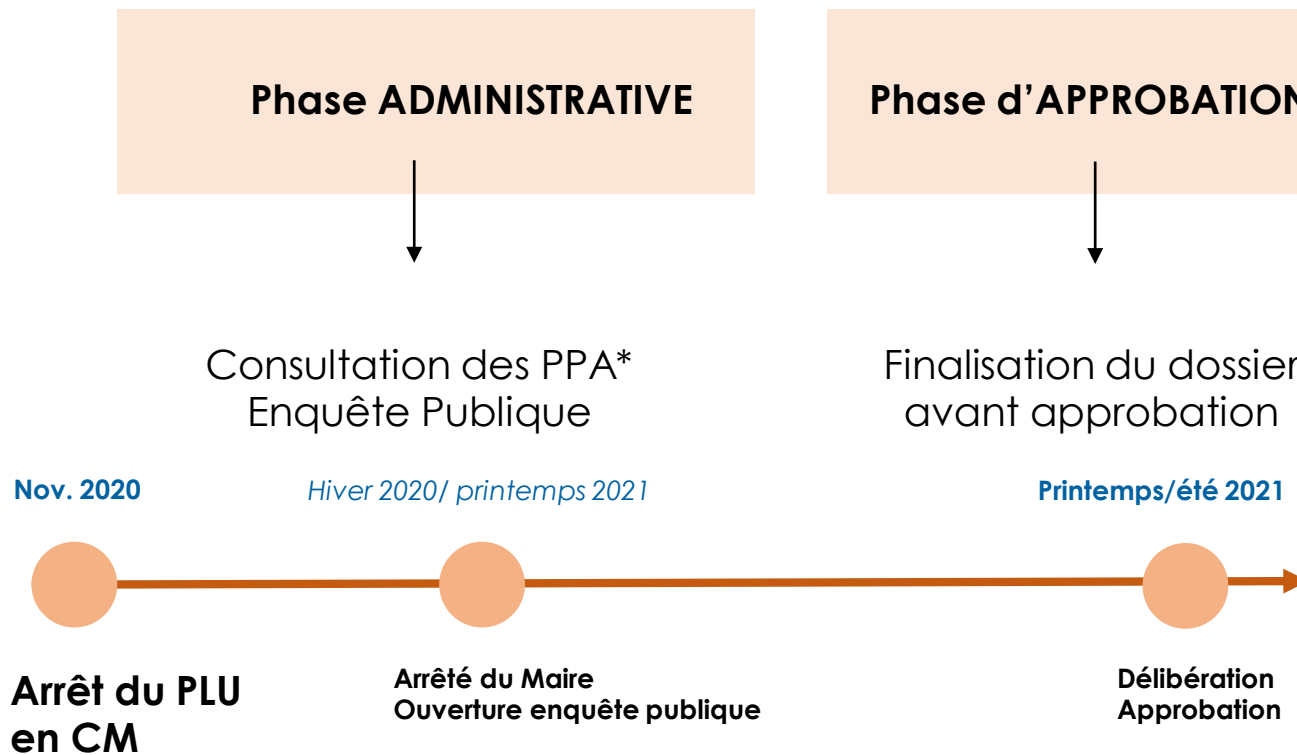 Phase ADMINISTRATIVE
Phase d'APPROBATION
Consultation des PPA*
Enquête Publique
Finalisation du dossier
avant approbation
Nov. 2020
Hiver 2020/ printemps 2021
Printemps/été 2021
Arrêt du PLU
en CM
Arrêté du Maire
Ouverture enquête publique
Délibération
Approbation